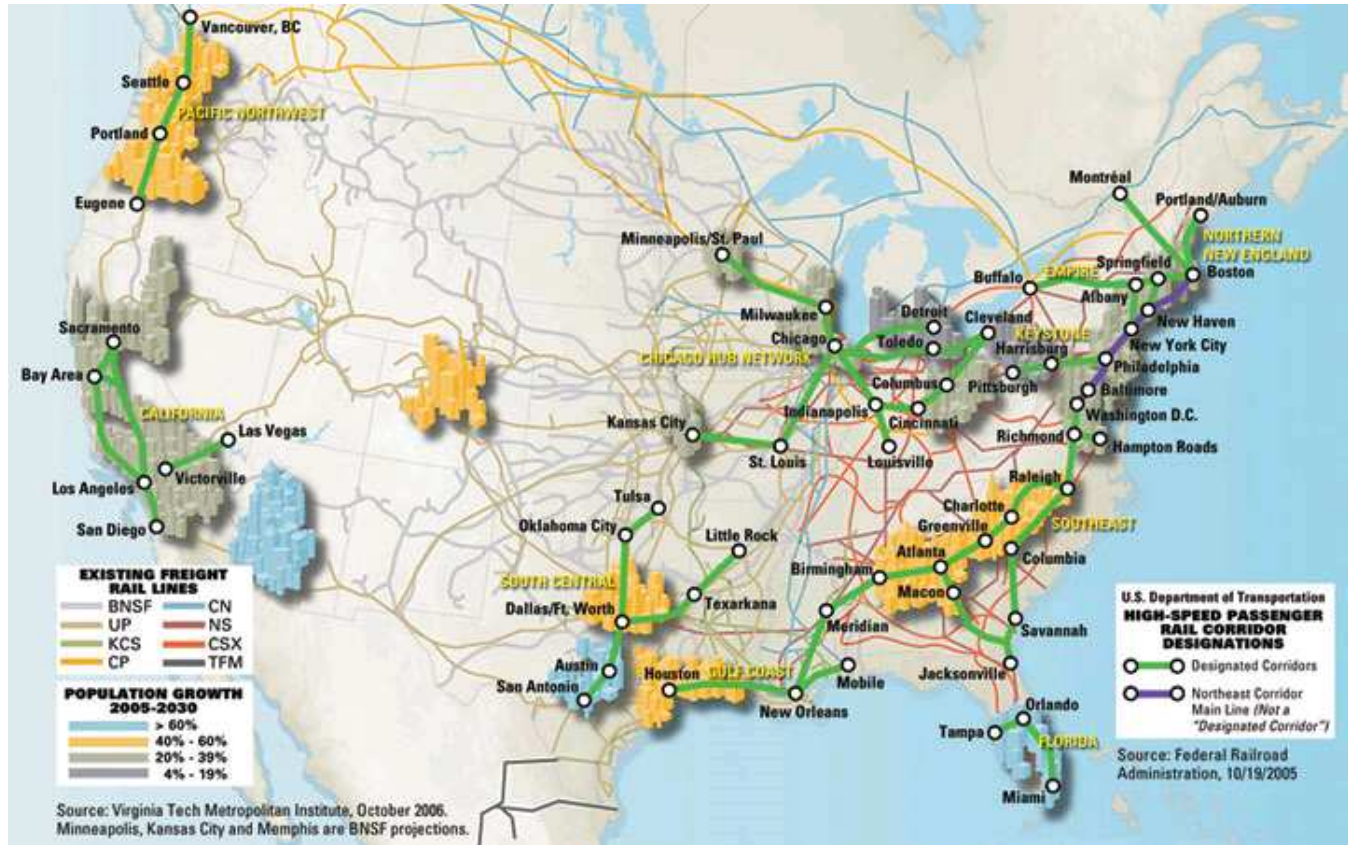 Vancouver, BC
Seattle
PACIFIC NORTHWEST
Portland
Eugene
Montréal
Portland/Auburn
Minneapolis/St. Paul
NORTHERN
NEW ENGLAND
Springfield
EMPIRE
Boston
Buffalo
Albany
Milwaukee
Detroit
Cleveland
New Haven
Sacramento
Chicago
Toledo
KEYSTONE
New York City
CHICAGO HUB NETWORK
Harrisburg
Philadelphia
Bay Area
Columbus
Pittsburgh
Baltimore
CALIFORNIA
Indianapolis
Washington D.C.
Las Vegas
Kansas City
Cincinnati
Richmond
Hampton Roads
St. Louis
Louisville
Victorville
Los Angeles
Raleigh
Tulsa
Charlotte
San Diego
Oklahoma City
Greenville
SOUTHEAST
Little Rock
Atlanta
Columbia
Birmingham
SOUTH CENTRAL
Macon
Dallas/Ft. Worth
Texarkana
Meridian
Savannah
Austin
Houston
GULF COAST
Mobile
Jacksonville
San Antonio
New Orleans
Orlando
Tampa
FLORIDA
Miami
EXISTING FREIGHT
RAIL LINES
BNSF
CN
UP
NS
KCS
CSX
CP
TFM
POPULATION GROWTH
2005-2030
> 60%
40% - 60%
20% - 39%
4% - 19%
Source: Virginia Tech Metropolitan Institute, October 2006.
Minneapolis, Kansas City and Memphis are BNSF projections.
U.S. Department of Transportation
HIGH-SPEED PASSENGER
RAIL CORRIDOR
DESIGNATIONS
Designated Corridors
Northeast Corridor
Main Line (Not a
"Designated Corridor")
Source: Federal Railroad
Administration, 10/19/2005